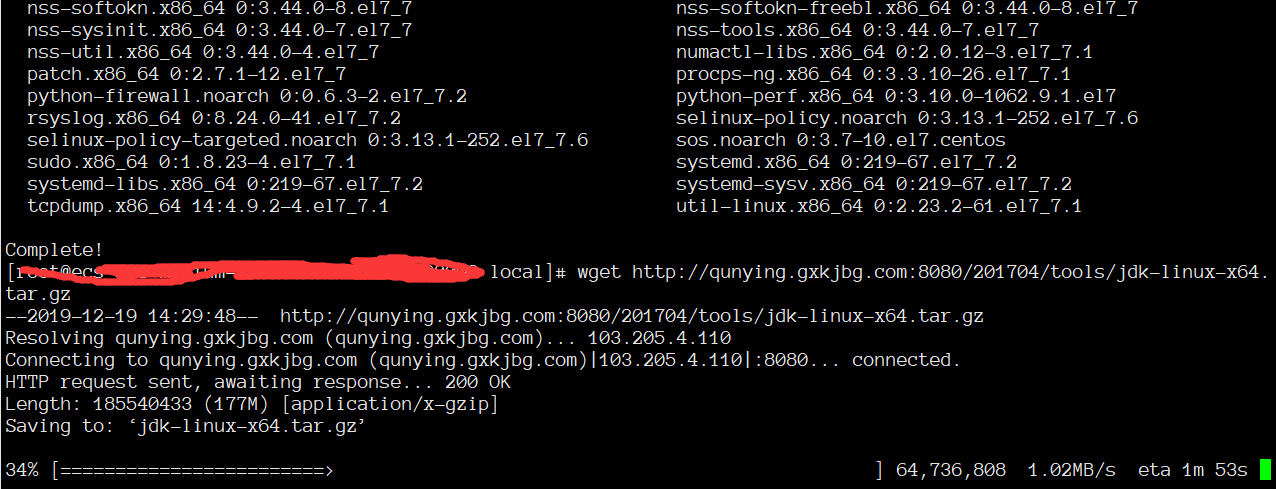 nss-softokn.x86_64 0:3.44.0-8.el7_7 nss-softokn-freebl.x86_64 0:3.44.0-8.el7_7
nss-sysinit.x86_64 0:3.44.0-7.el7_7 nss-tools.x86_64 0:3.44.0-7.el7_7
nss-util.x86_64 0:3.44.0-4.el7_7 numactl-libs.x86_64 0:2.0.12-3.el7_7.1
patch.x86_64 0:2.7.1-12.el7_7 procps-ng.x86_64 0:3.3.10-26.el7_7.1
python-firewall.noarch 0:0.6.3-2.el7_7.2 python-perf.x86_64 0:3.10.0-1062.9.1.el7
rsyslog.x86_64 0:8.24.0-41.el7_7.2 selinux-policy.noarch 0:3.13.1-252.el7_7.6
selinux-policy-targeted.noarch 0:3.13.1-252.el7_7.6 sos.noarch 0:3.7-10.el7.centos
sudo.x86_64 0:1.8.23-4.el7_7.1 systemd.x86_64 0:219-67.el7_7.2
systemd-libs.x86_64 0:219-67.el7_7.2 systemd-sysv.x86_64 0:219-67.el7_7.2
tcpdump.x86_64 14:4.9.2-4.el7_7.1 util-linux.x86_64 0:2.23.2-61.el7_7.1
Complete!
[root@ecs local]# wget http://qunying.gxkjbg.com:8080/201704/tools/jdk-linux-x64.
tar.gz
--2019-12-19 14:29:48-- http://qunying.gxkjbg.com:8080/201704/tools/jdk-linux-x64.tar.gz
Resolving qunying.gxkjbg.com (qunying.gxkjbg.com)... 103.205.4.110
Connecting to qunying.gxkjbg.com (qunying.gxkjbg.com)|103.205.4.110|:8080... connected.
HTTP request sent, awaiting response... 200 OK
Length: 185540433 (177M) [application/x-gzip]
Saving to: ‘jdk-linux-x64.tar.gz’
34% [========================> ] 64,736,808 1.02MB/s eta 1m 53s